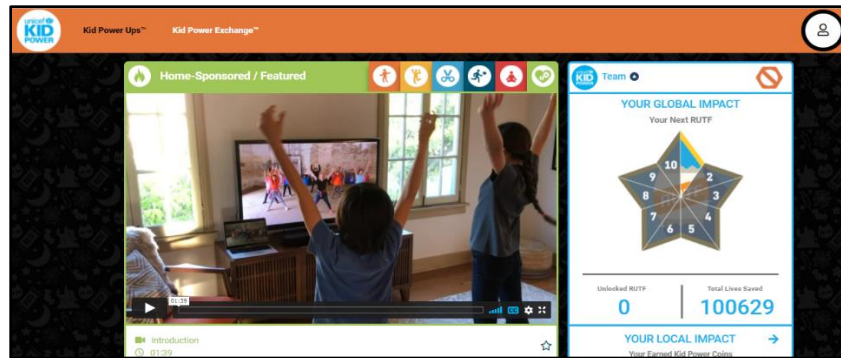 unicef
KID
POWER
Kid Power Ups™
Kid Power Exchange™
Home-Sponsored / Featured
01:39
CC
Introduction
01:39
KID
Team
YOUR GLOBAL IMPACT
Your Next RUTF
10
2
3
4
5
6
7
8
9
Unlocked RUTF
0
Total Lives Saved
100629
YOUR LOCAL IMPACT
Your Earned Kid Power Coins